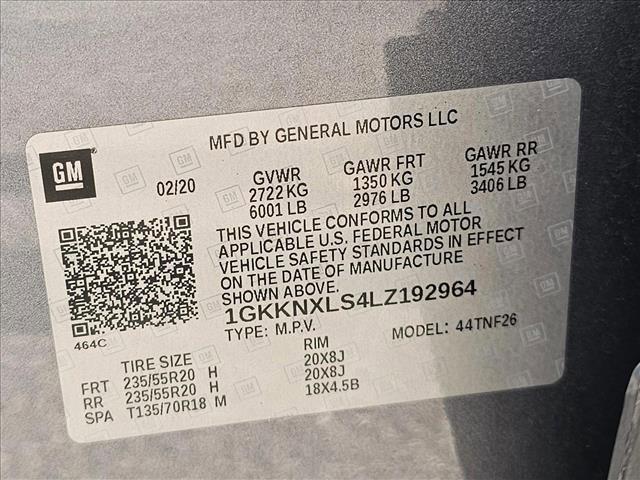 MFD BY GENERAL MOTORS LLC
GM
02/20
GVWR
2722 KG
6001 LB
GAWR FRT
1350 KG
2976 LB
GAWR RR
1545 KG
3406 LB
THIS VEHICLE CONFORMS TO ALL
APPLICABLE U.S. FEDERAL MOTOR
VEHICLE SAFETY STANDARDS IN EFFECT
ON THE DATE OF MANUFACTURE
SHOWN ABOVE.
1GKKNXLS4LZ192964
TYPE: M.P.V.
MODEL: 44TNF26
464C
TIRE SIZE RIM
FRT 235/55R20 H 20X8J
RR 235/55R20 H 20X8J
SPA T135/70R18 M 18X4.5B